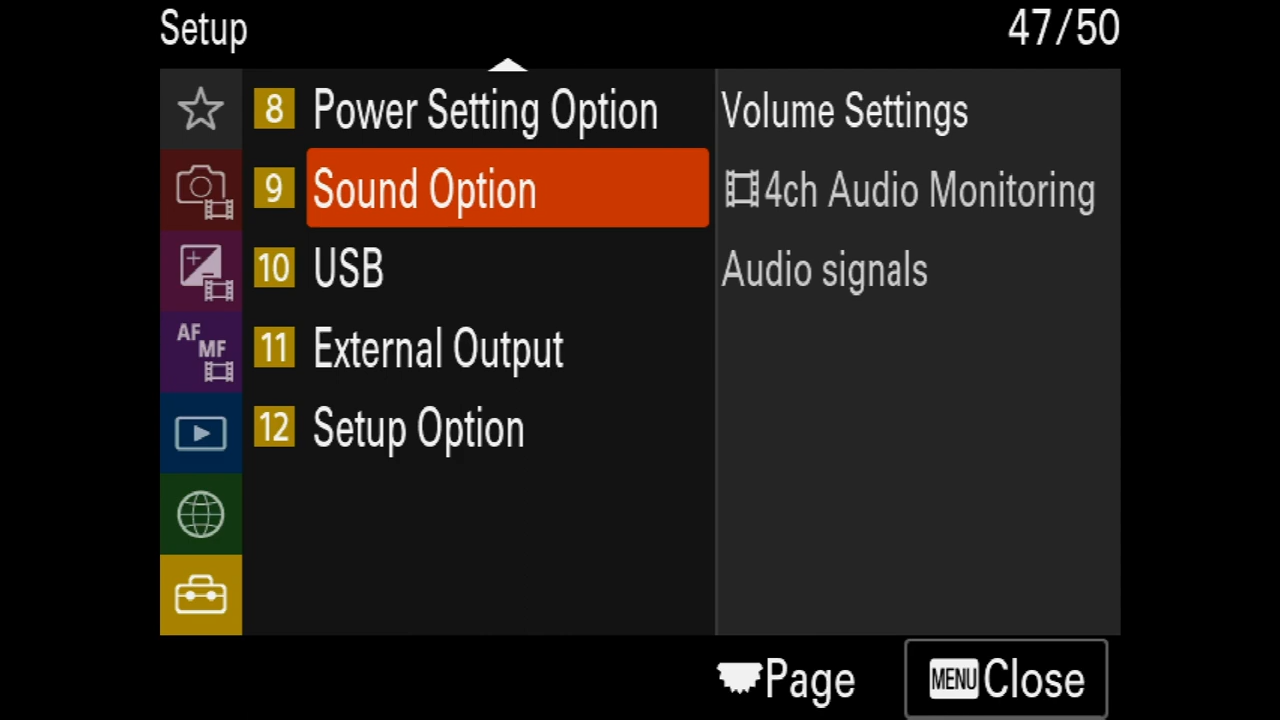 Setup 47/50
8 Power Setting Option
9 Sound Option
10 USB
11 External Output
12 Setup Option
Volume Settings
4ch Audio Monitoring
Audio signals
AF
MF
Page MENU Close